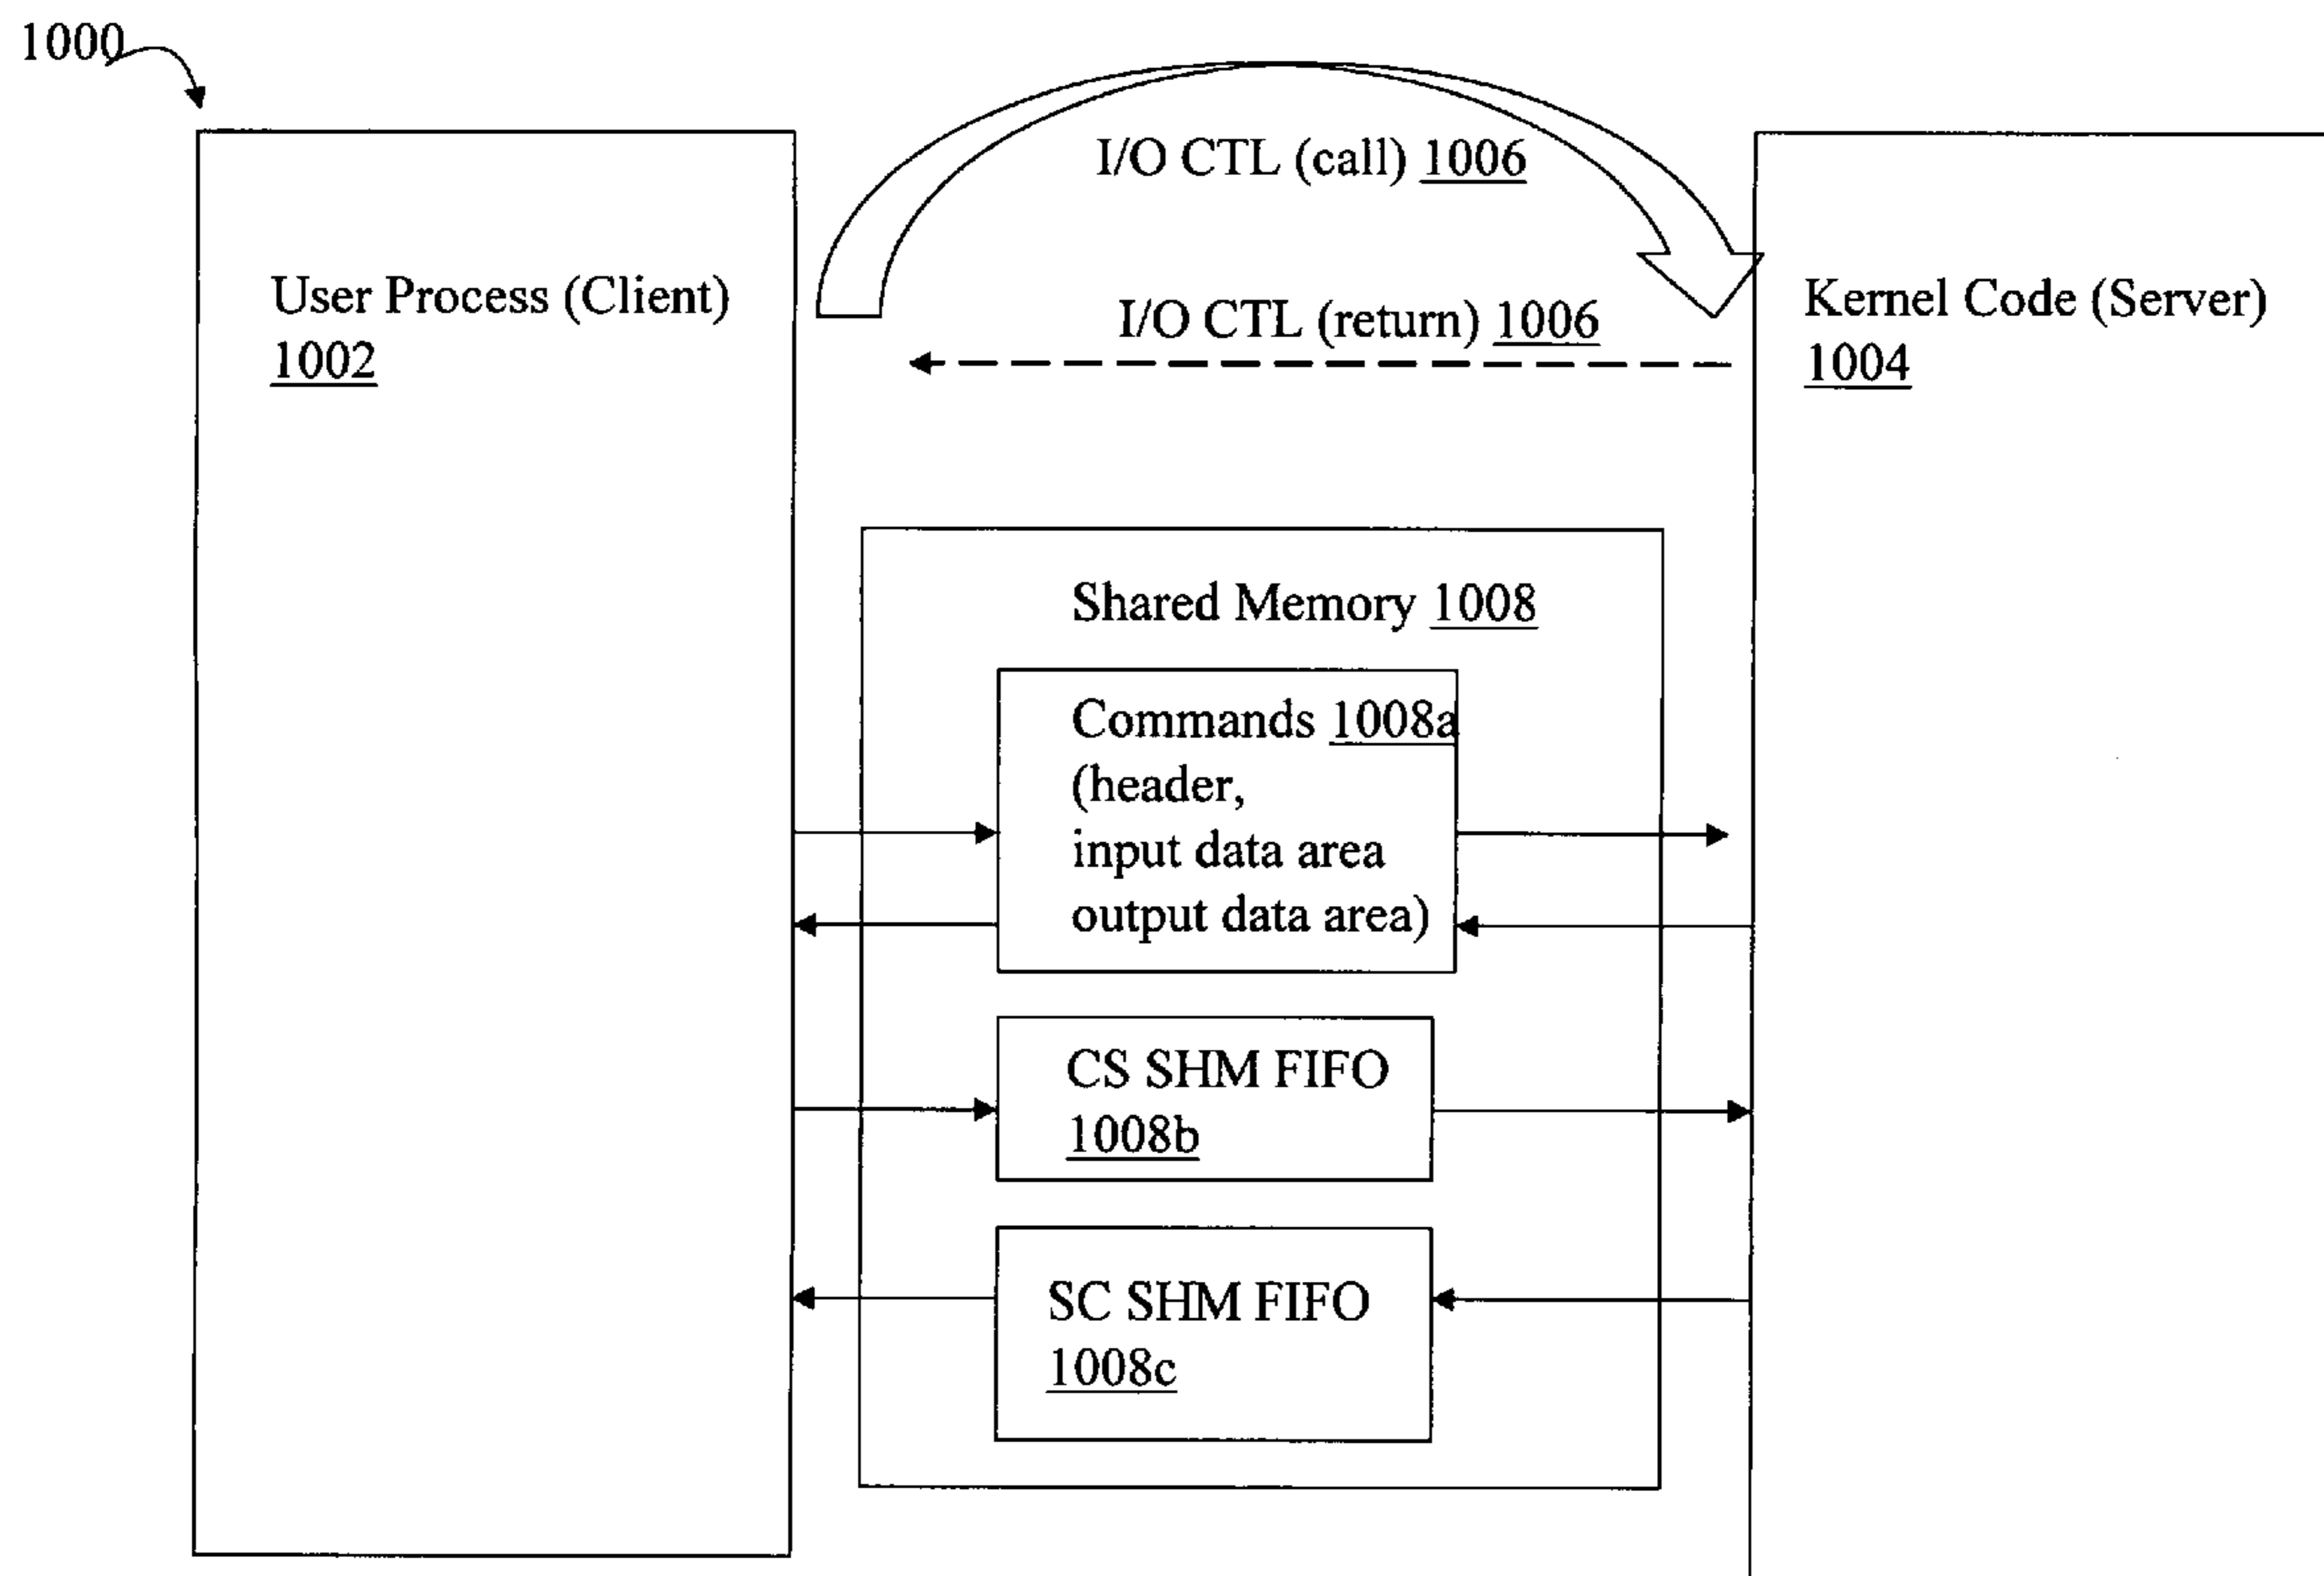 1000
I/O CTL (call) 1006
User Process (Client)
1002
I/O CTL (return) 1006
Kernel Code (Server)
1004
Shared Memory 1008
Commands 1008a
(header,
input data area
output data area)
CS SHM FIFO
1008b
SC SHM FIFO
1008c